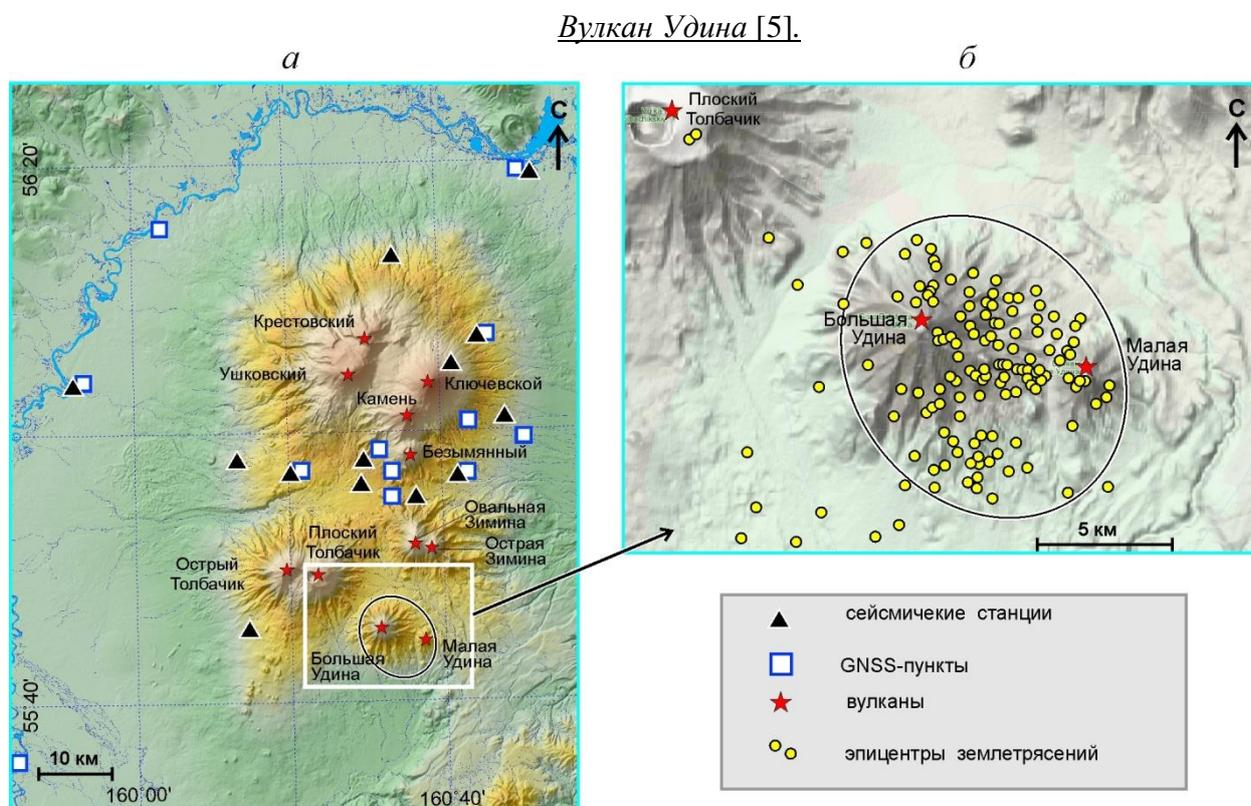 Вулкан Удина [5].
а
С
56°20'
Крестовский
Ушковский
Ключевской
Камень
Безымянный
Овальная
Зимина
Плоский
Толбачик
Острая
Зимина
Острый
Толбачик
Большая
Удина
Малая
Удина
55°40'
10 км
160°00'
160°40'
б
Плоский
Толбачик
С
Большая
Удина
Малая
Удина
5 км
сейсмичекие станции
GNSS-пункты
вулканы
эпицентры землетрясений